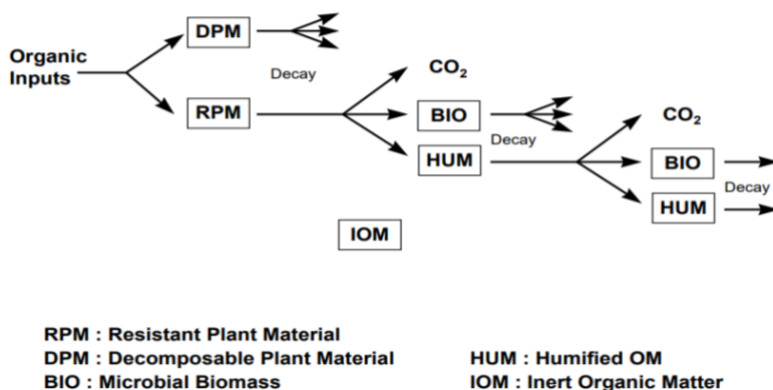 DPM
Organic
Inputs
Decay
CO₂
RPM
BIO
CO₂
Decay
HUM
BIO
Decay
HUM
IOM
RPM : Resistant Plant Material
DPM : Decomposable Plant Material
HUM : Humified OM
BIO : Microbial Biomass
IOM : Inert Organic Matter